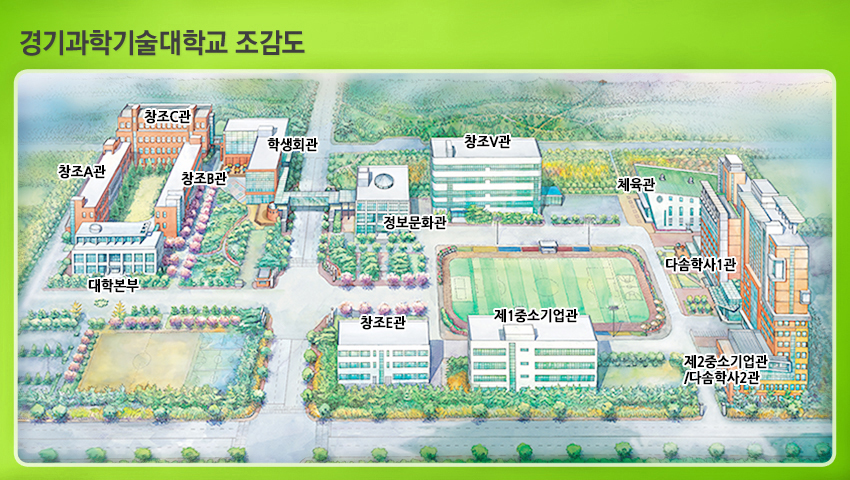 경기과학기술대학교 조감도
창조C관
학생회관
창조V관
창조A관
창조B관
체육관
정보문화관
다솜학사1관
대학본부
창조E관
제1중소기업관
제2중소기업관
/다솜학사2관